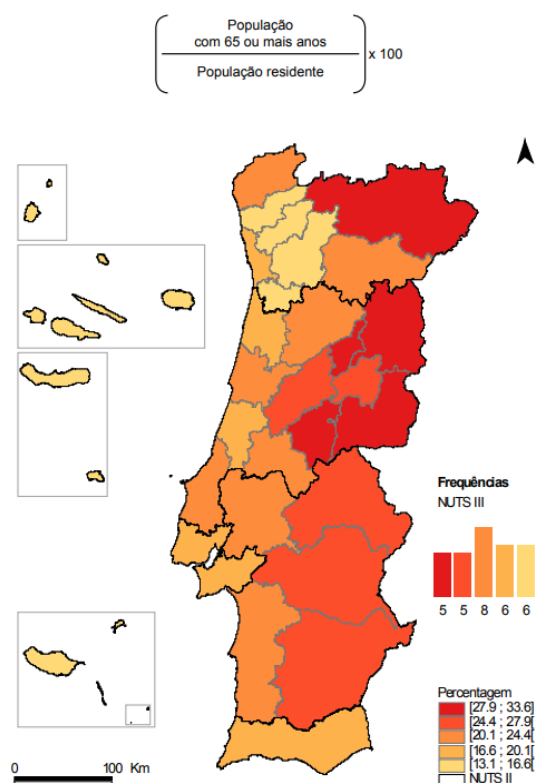 População
com 65 ou mais anos
População residente
x 100
Frequências
NUTS III
5 5 8 6 6
Percentagem
[27.9 ; 33.6]
[24.4 ; 27.9[
[20.1 ; 24.4[
[16.6 ; 20.1[
[13.1 ; 16.6[
NUTS II
0 100 Km